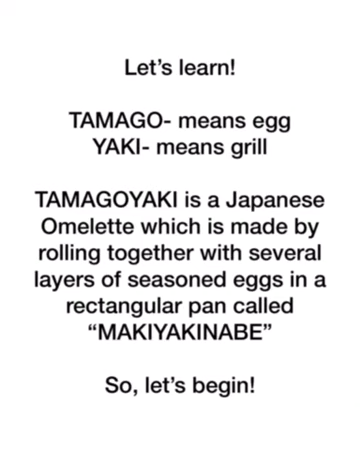 Let's learn!
TAMAGO- means egg
YAKI- means grill
TAMAGOYAKI is a Japanese
Omelette which is made by
rolling together with several
layers of seasoned eggs in a
rectangular pan called
“MAKIYAKINABE”
So, let's begin!